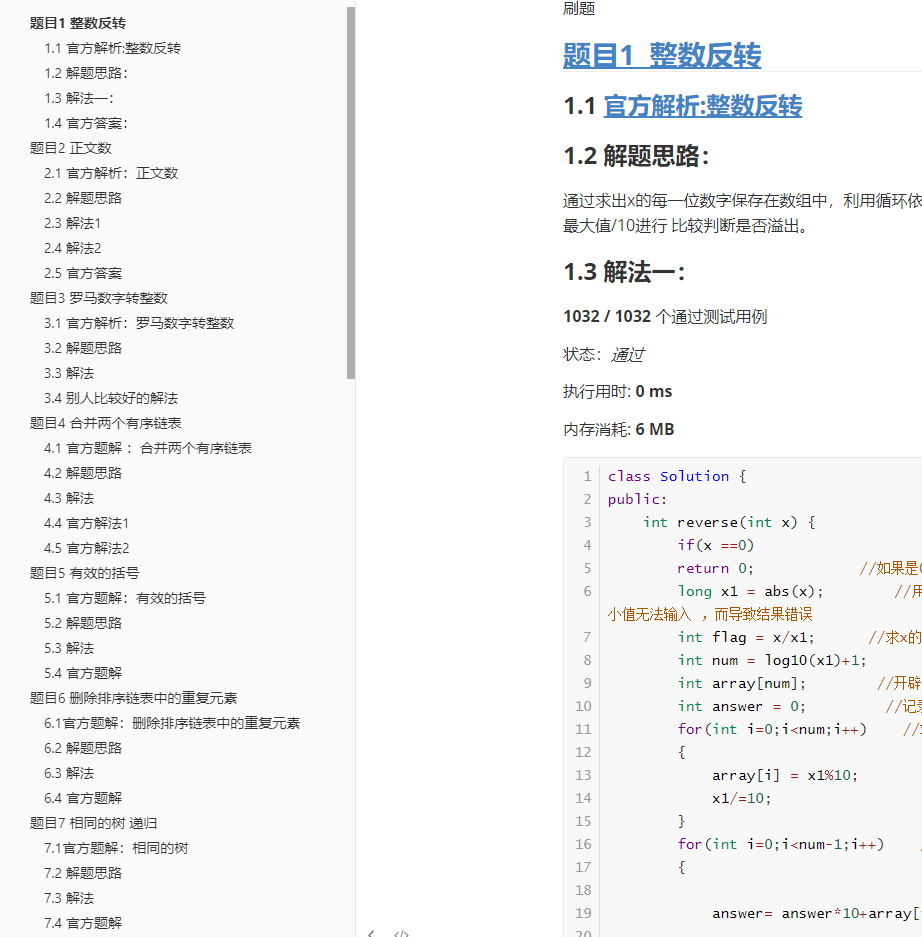 题目1 整数反转
1.1 官方解析:整数反转
1.2 解题思路：
1.3 解法一：
1.4 官方答案：
题目2 正文数
2.1 官方解析：正文数
2.2 解题思路
2.3 解法1
2.4 解法2
2.5 官方答案
题目3 罗马数字转整数
3.1 官方解析：罗马数字转整数
3.2 解题思路
3.3 解法
3.4 别人比较好的解法
题目4 合并两个有序链表
4.1 官方题解 ：合并两个有序链表
4.2 解题思路
4.3 解法
4.4 官方解法1
4.5 官方解法2
题目5 有效的括号
5.1 官方题解：有效的括号
5.2 解题思路
5.3 解法
5.4 官方题解
题目6 删除排序链表中的重复元素
6.1官方题解：删除排序链表中的重复元素
6.2 解题思路
6.3 解法
6.4 官方题解
题目7 相同的树 递归
7.1官方题解：相同的树
7.2 解题思路
7.3 解法
7.4 官方题解
刷题
题目1  整数反转
1.1 官方解析:整数反转
1.2 解题思路：
通过求出x的每一位数字保存在数组中，利用循环依
最大值/10进行 比较判断是否溢出。
1.3 解法一：
1032 / 1032 个通过测试用例
状态：通过
执行用时: 0 ms
内存消耗: 6 MB
1 class Solution {
2 public:
3     int reverse(int x) {
4         if(x ==0)
5         return 0;            //如果是
6         long x1 = abs(x);        //用
小值无法输入 ，而导致结果错误
7         int flag = x/x1;      //求x的
8         int num = log10(x1)+1;
9         int array[num];        //开辟
10         int answer = 0;         //记录
11         for(int i=0;i<num;i++)    //
12         {
13             array[i] = x1%10;
14             x1/=10;
15         }
16         for(int i=0;i<num-1;i++)
17         {
18
19             answer= answer*10+array[
20